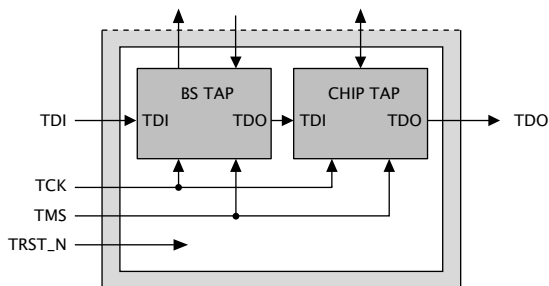 BS TAP
CHIP TAP
TDI
TDI
TDO
TDI
TDO
TDO
TCK
TMS
TRST_N